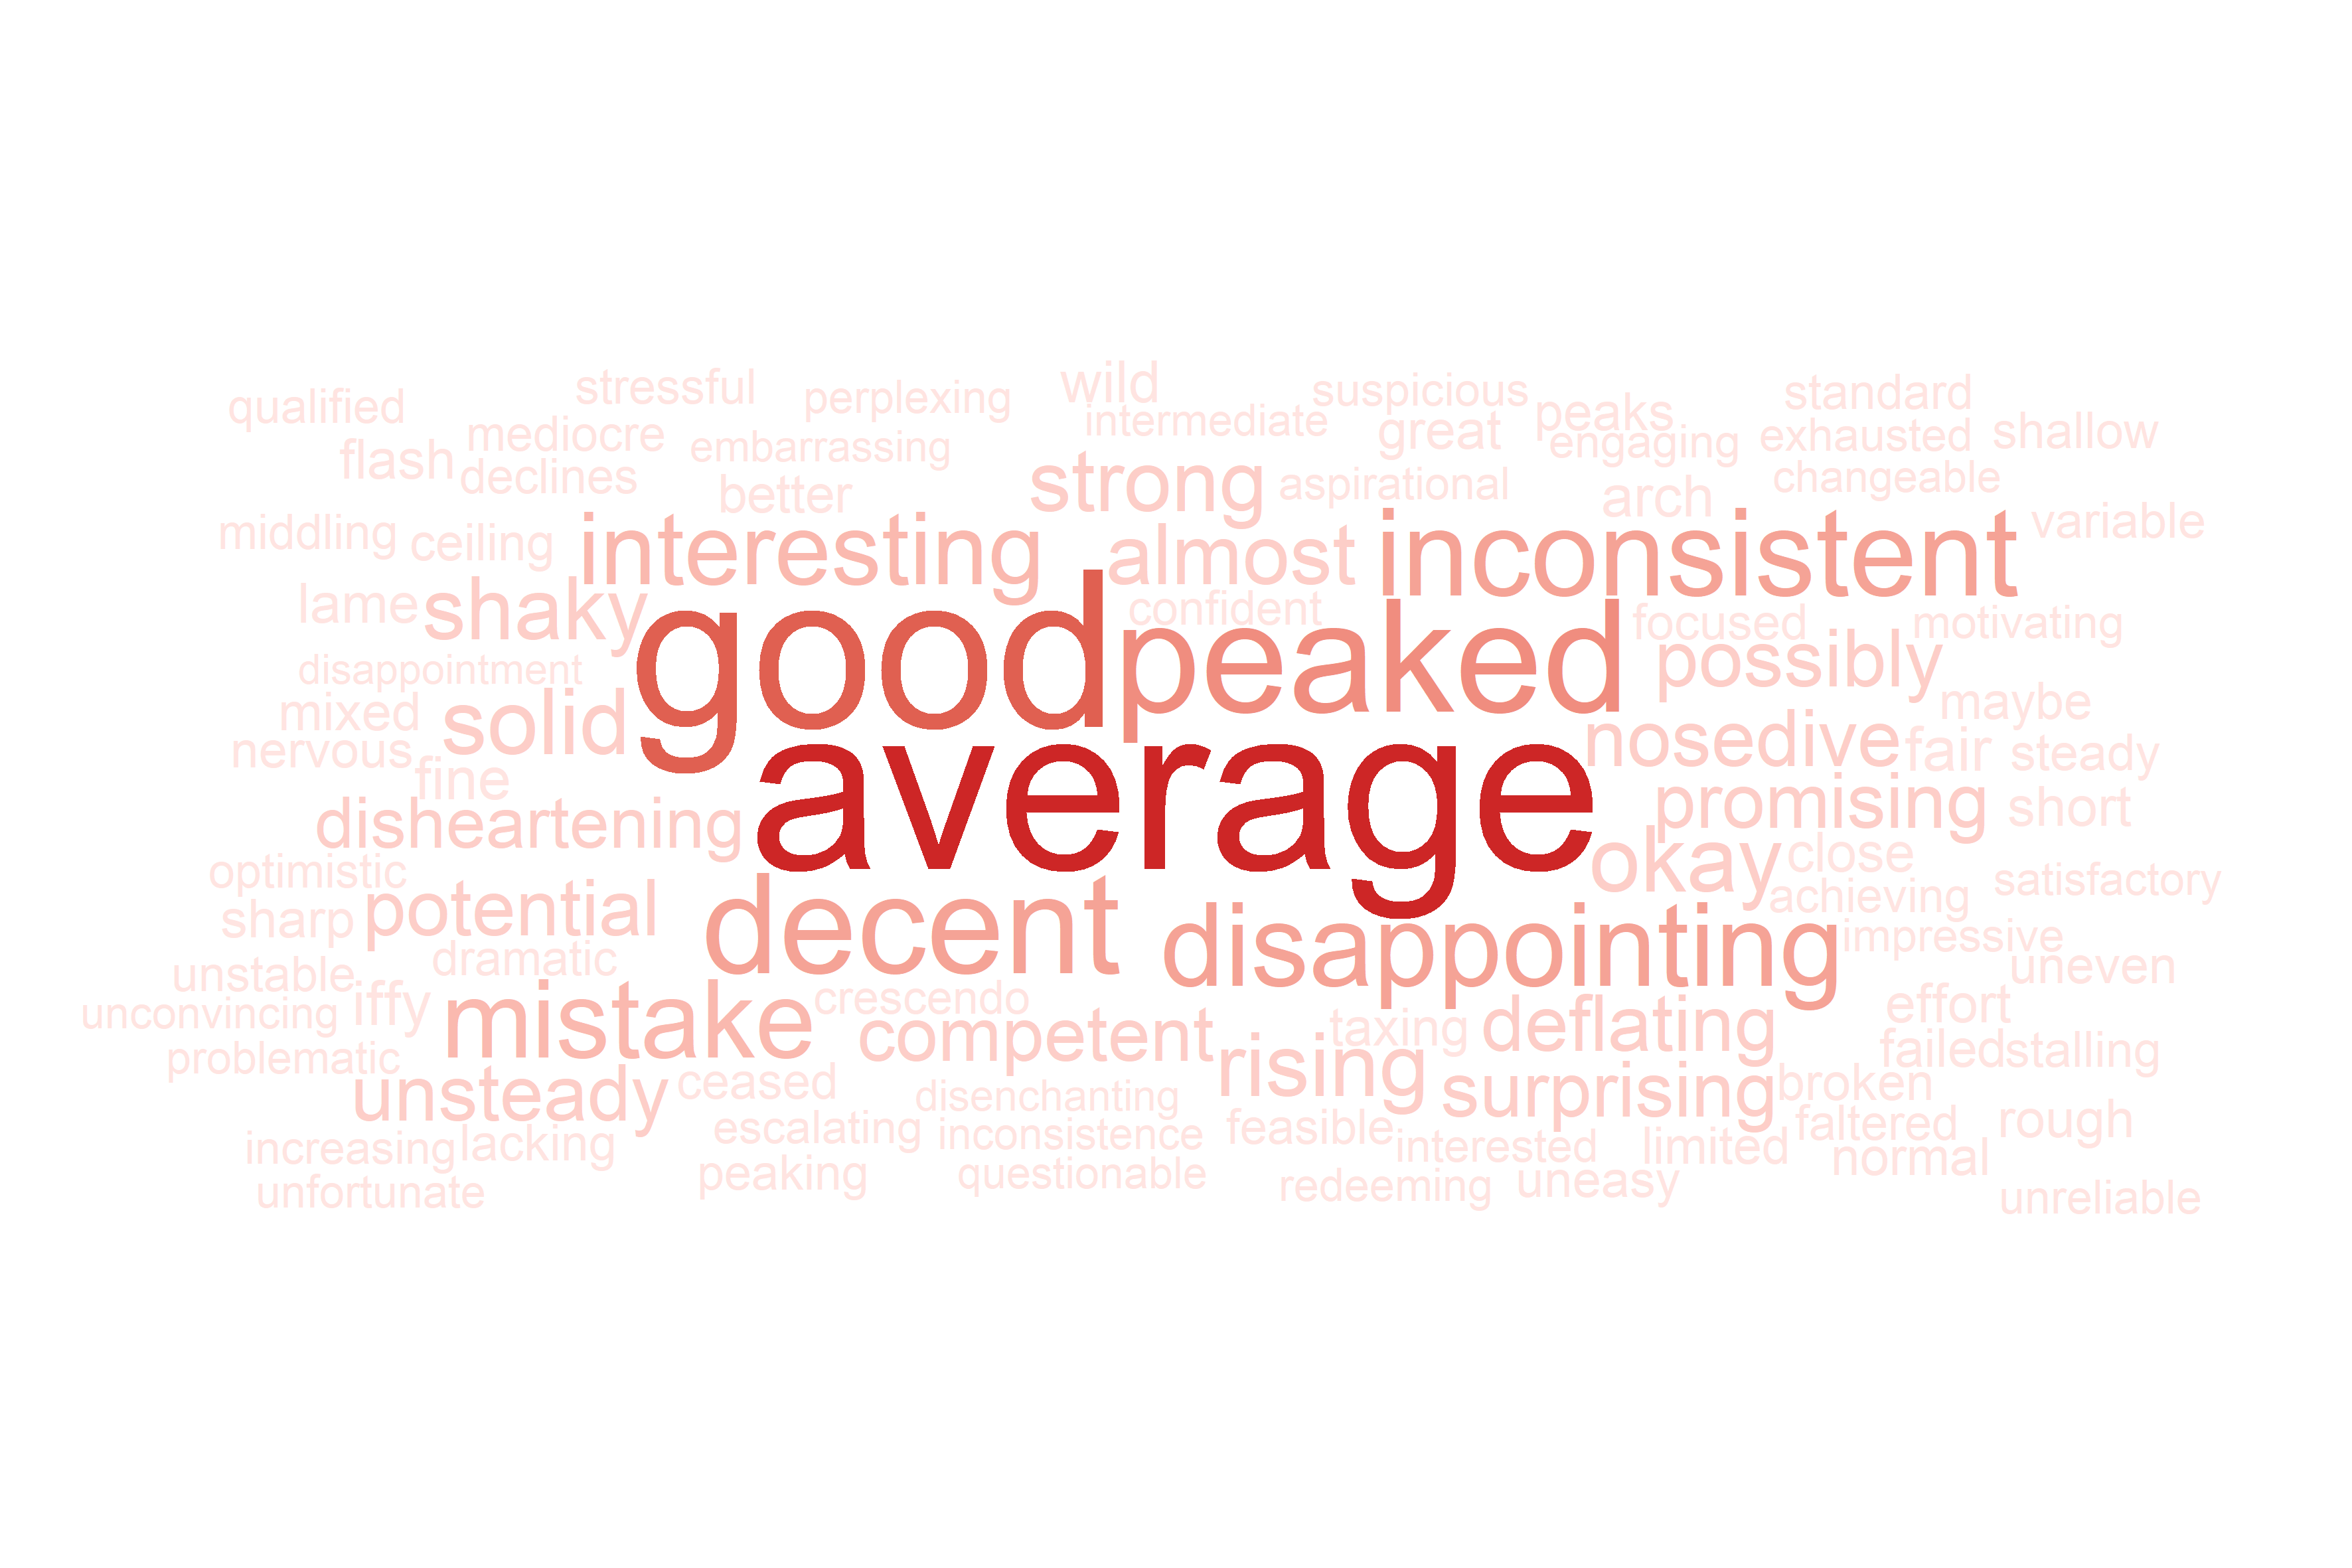 wild
stressful perplexing suspicious standard
qualified intermediate peaks
mediocre embarrassing great engaging exhausted shallow
flash declines strong aspirational changeable
better arch
middling ceiling interesting almost inconsistent variable
lame shaky confident focused motivating
disappointment good peaked possibly
mixed solid maybe
nervous nosedive fair steady
fine average promising short
disheartening
optimistic okay close
sharp potential decent achieving satisfactory
dramatic disappointing impressive
unstable uneven
unconvincing iffy mistake crescendo effort
competent taxing deflating
problematic rising failed stalling
unsteady ceased disenchanting surprising broken
escalating inconsistence feasible faltered rough
increasing lacking interested limited normal
peaking questionable redeeming uneasy
unfortunate unreliable